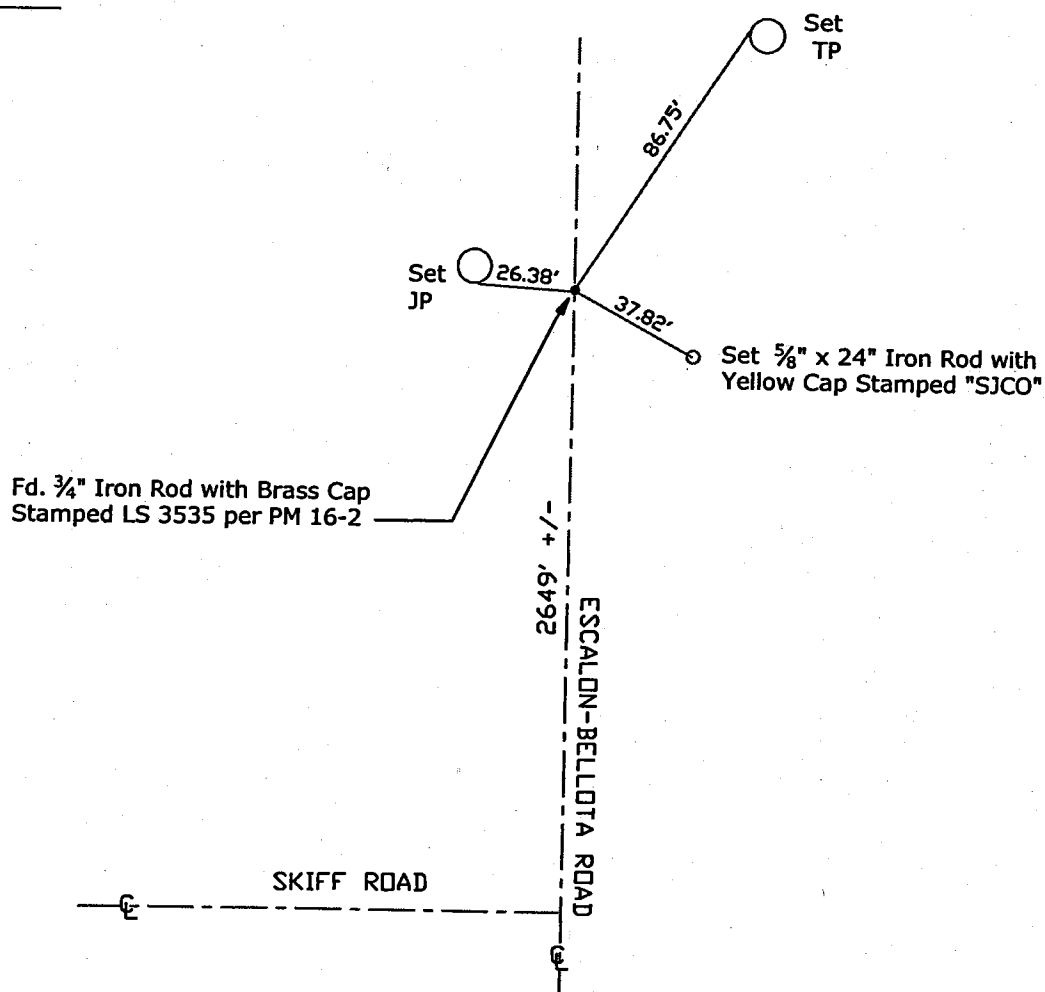 Set
TP
86.75'
Set
JP
26.38'
37.82'
Set ⅝" x 24" Iron Rod with
Yellow Cap Stamped "SJCO"
Fd. ¾" Iron Rod with Brass Cap
Stamped LS 3535 per PM 16-2
2649' +/-
ESCALON-BELLOTA ROAD
SKIFF ROAD
℄
℄